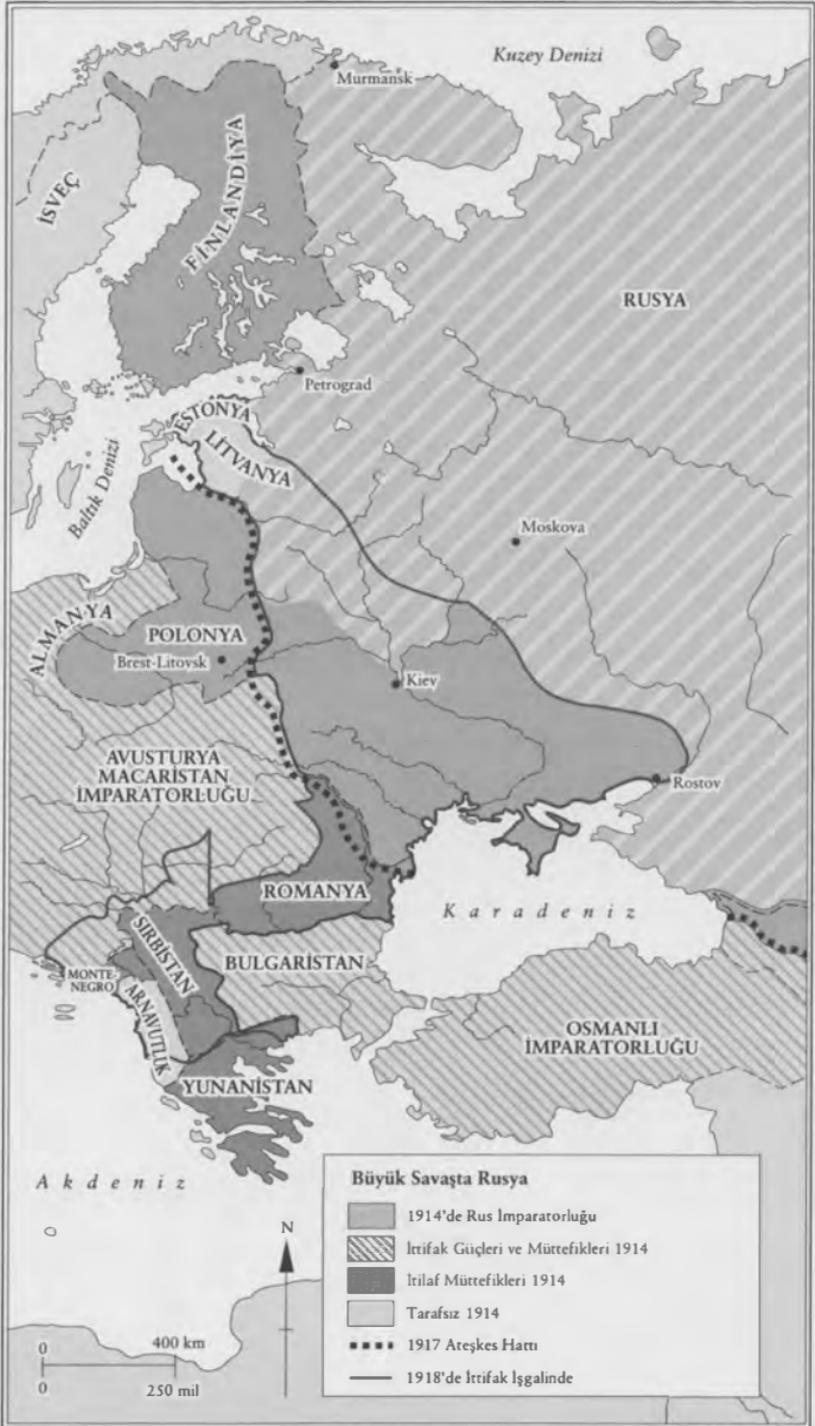 Kuzey Denizi
Murmansk
İSVEÇ
FİNLANDİYA
RUSYA
Petrograd
ESTONYA
LİTVANYA
Baltık Denizi
Moskova
ALMANYA
POLONYA
Brest-Litovsk
Kiev
AVUSTURYA
MACARİSTAN
İMPARATORLUĞU
Rostov
ROMANYA
Karadeniz
SIRBİSTAN
BULGARİSTAN
MONTE-
NEGRO
ARNAVUTLUK
OSMANLI
İMPARATORLUĞU
YUNANİSTAN
Akdeniz
Büyük Savaşta Rusya
1914'de Rus İmparatorluğu
İttifak Güçleri ve Müttefikleri 1914
İtilaf Müttefikleri 1914
Tarafsız 1914
1917 Ateşkes Hattı
1918'de İttifak İşgalinde
N
0 400 km
0 250 mil